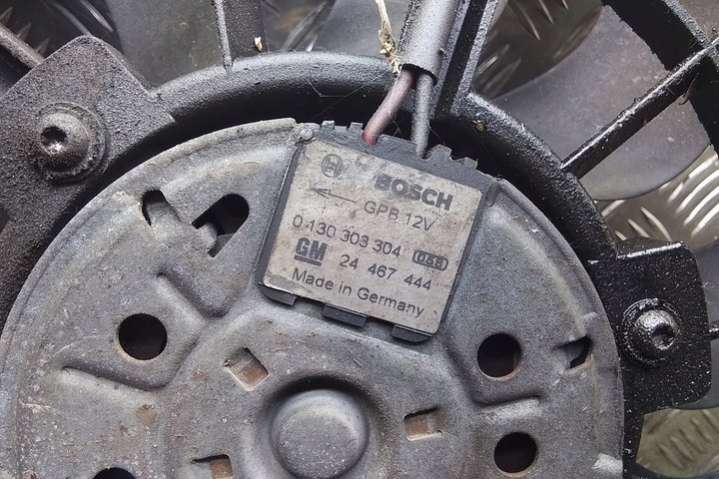 BOSCH
GPB 12V
0 130 303 304 
GM 24 467 444
Made in Germany